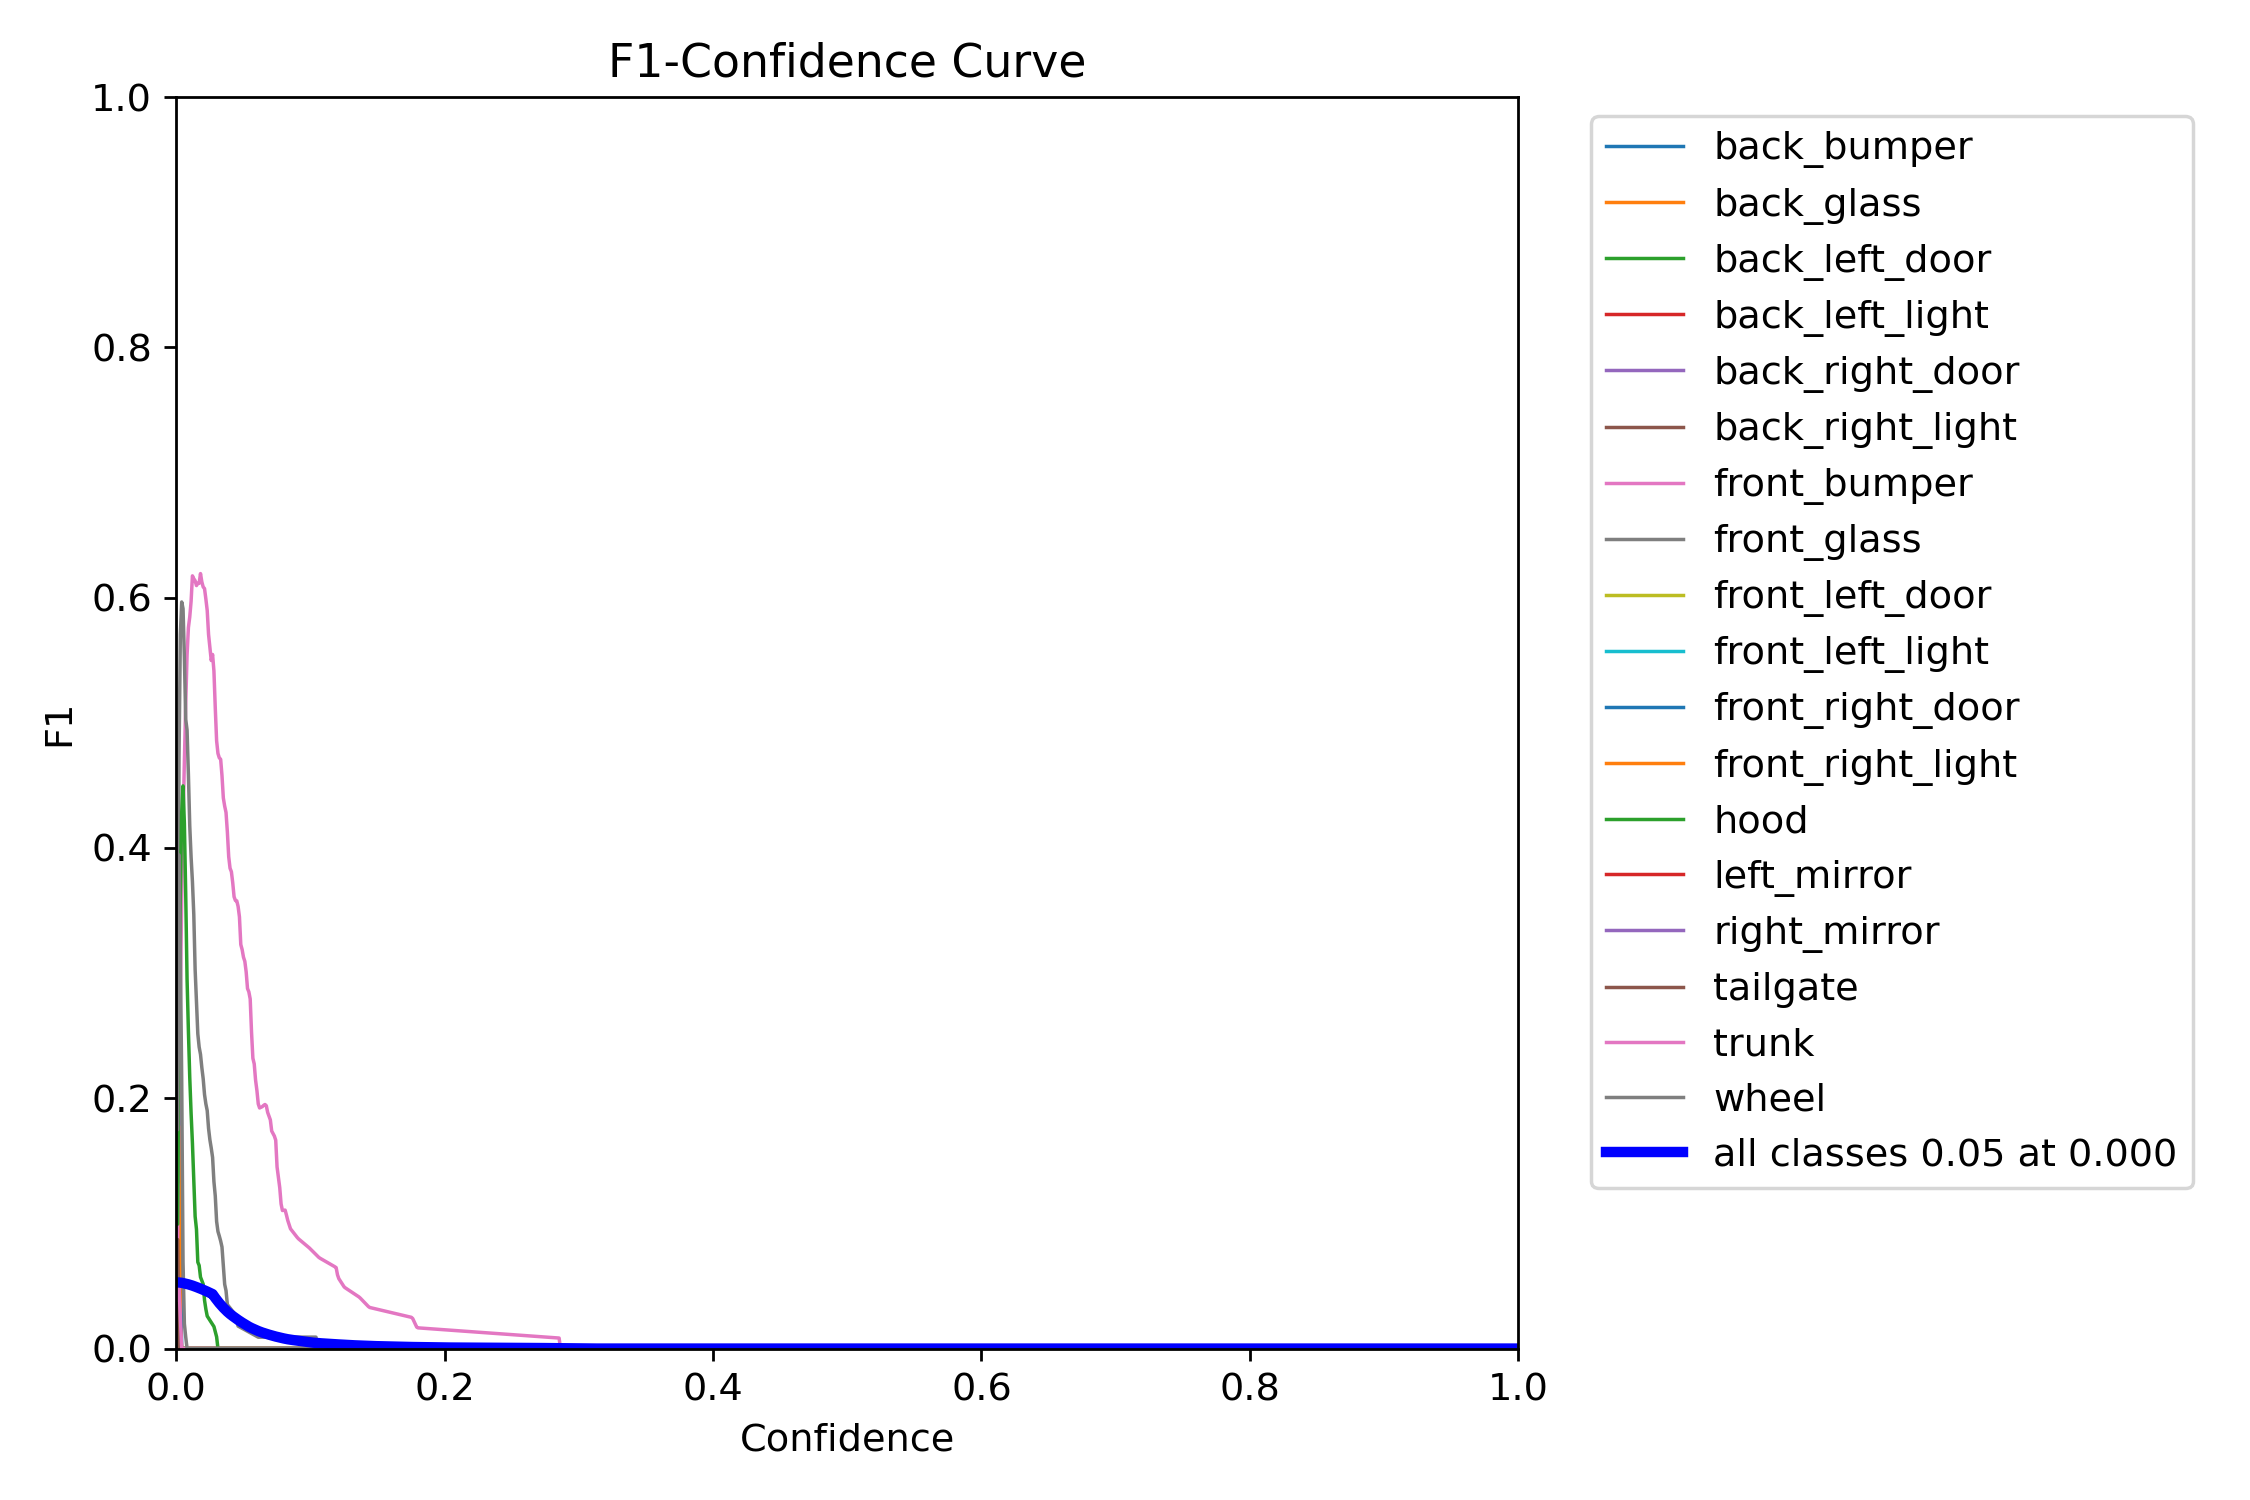 F1-Confidence Curve
1.0
0.8
0.6
0.4
0.2
0.0
F1
0.0 0.2 0.4 0.6 0.8 1.0
Confidence
back_bumper
back_glass
back_left_door
back_left_light
back_right_door
back_right_light
front_bumper
front_glass
front_left_door
front_left_light
front_right_door
front_right_light
hood
left_mirror
right_mirror
tailgate
trunk
wheel
all classes 0.05 at 0.000